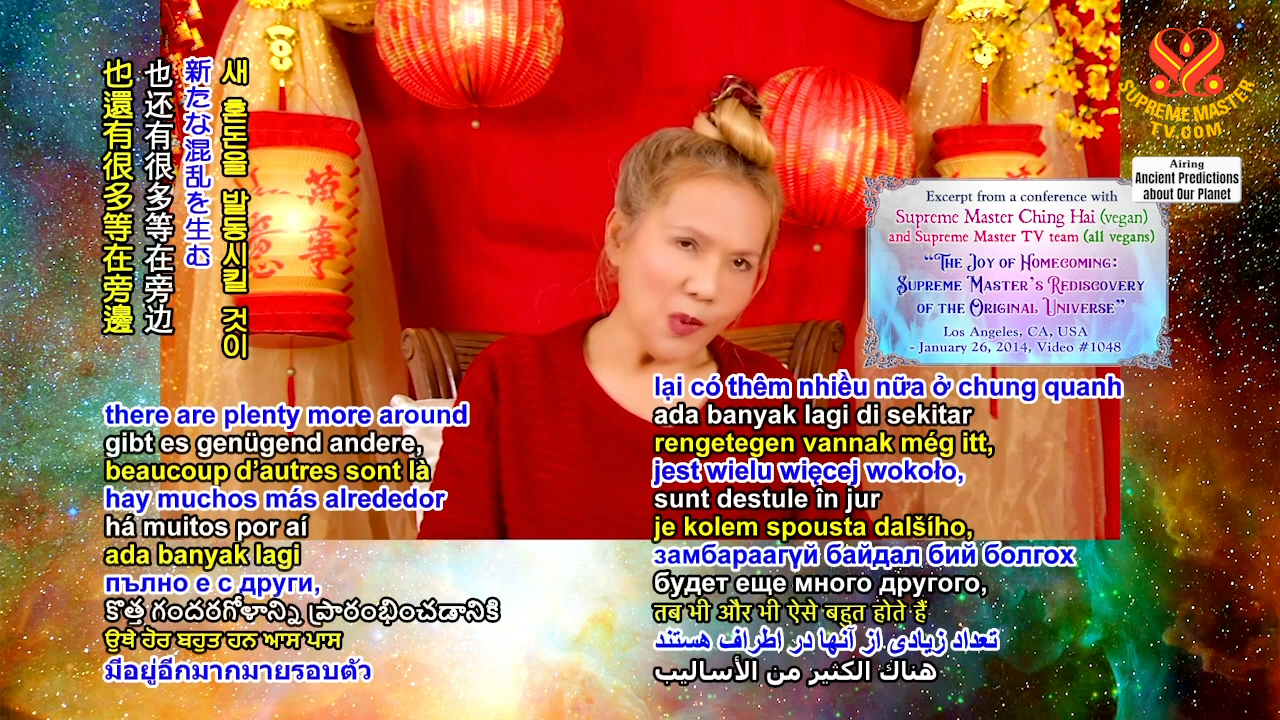 也還有很多等在旁邊
也还有很多等在旁边
新たな混乱を生む
새 혼돈을 발동시킬 것이
萬事
意
SUPREME MASTER
TV.COM
Airing
Ancient Predictions
about Our Planet
Excerpt from a conference with
Supreme Master Ching Hai (vegan)
and Supreme Master TV team (all vegans)
“The Joy of Homecoming:
Supreme Master’s Rediscovery
of the Original Universe”
Los Angeles, CA, USA
- January 26, 2014, Video #1048
there are plenty more around
gibt es genügend andere,
beaucoup d’autres sont là
hay muchos más alrededor
há muitos por aí
ada banyak lagi
пълно е с други,
కొత్త గందరగోళాన్ని ప్రారంభించడానికి
ਉਥੇ ਹੋਰ ਬਹੁਤ ਹਨ ਆਸ ਪਾਸ
มีอยู่อีกมากมายรอบตัว
lại có thêm nhiều nữa ở chung quanh
ada banyak lagi di sekitar
rengetegen vannak még itt,
jest wielu więcej wokoło,
sunt destule în jur
je kolem spousta dalšího,
замбараагүй байдал бий болгох
будет еще много другого,
तब भी और भी ऐसे बहुत होते हैं
تعداد زیادی از آنها در اطراف هستند
هناك الكثير من الأساليب